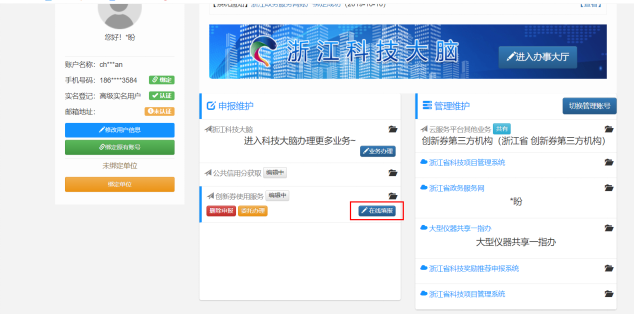 【查看】
您好！*盼
浙江科技大脑
进入办事大厅
账户名称：ch***an
手机号码：186****3584 绑定
实名登记：高级实名用户 认证
邮箱地址： 未认证
修改用户信息
绑定原有账号
未绑定单位
绑定单位
申报维护
浙江科技大脑
进入科技大脑办理更多业务~
业务办理
公共信用分获取 编辑中
创新券使用服务 编辑中
删除申报 委托办理 在线填报
管理维护 切换管理账号
云服务平台其他业务 共有
创新券第三方机构（浙江省 创新券第三方机构）
浙江省科技项目管理系统
浙江省政务服务网
*盼
大型仪器共享一指办
大型仪器共享一指办
浙江省科技奖励推荐申报系统
浙江省科技项目管理系统